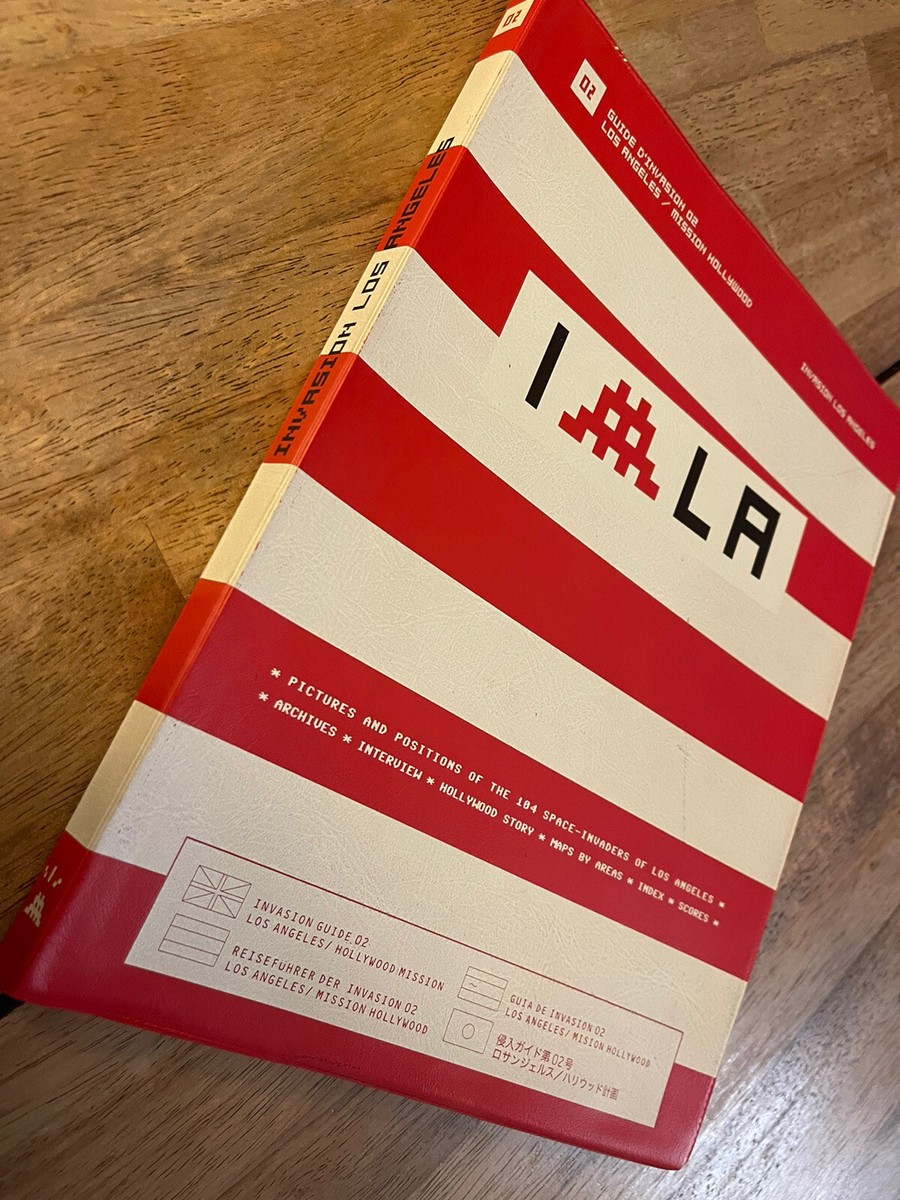 02
02
GUIDE D'INVASION 02
LOS ANGELES / MISSION HOLLYWOOD
INVASION LOS ANGELES
INVASION LOS ANGELES
I LA
* PICTURES AND POSITIONS OF THE 104 SPACE-INVADERS OF LOS ANGELES *
* ARCHIVES * INTERVIEW * HOLLYWOOD STORY * MAPS BY AREAS * INDEX * SCORES *
INVASION GUIDE.02
LOS ANGELES/ HOLLYWOOD MISSION
REISEFÜHRER DER INVASION 02
LOS ANGELES/ MISSION HOLLYWOOD
GUIA DE INVASION 02
LOS ANGELES/ MISION HOLLYWOOD
侵入ガイド第02号
ロサンジェルス/ハリウッド計画